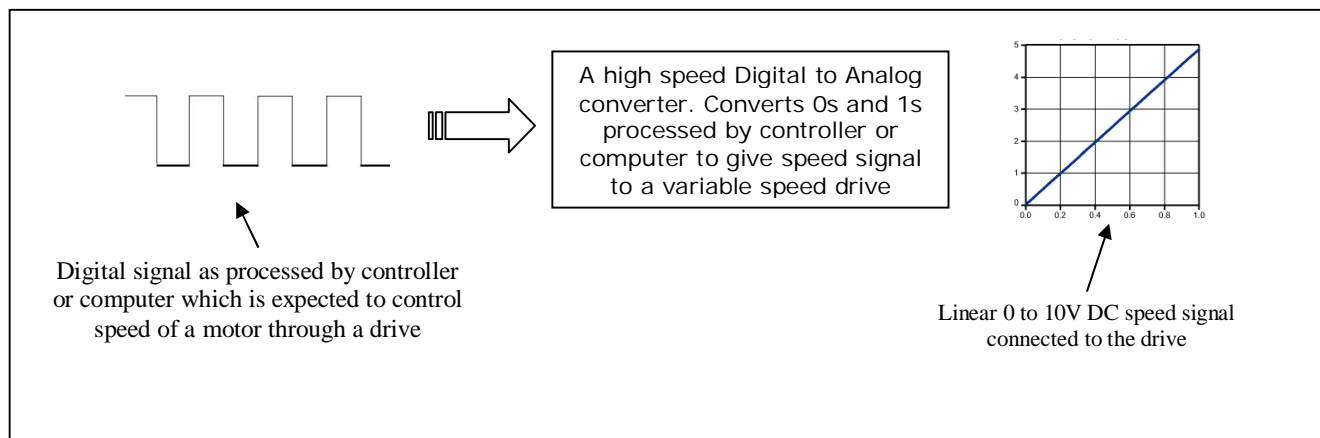 A high speed Digital to Analog
converter. Converts 0s and 1s
processed by controller or
computer to give speed signal
to a variable speed drive
5
4
3
2
1
0
0.0 0.2 0.4 0.6 0.8 1.0
Digital signal as processed by controller
or computer which is expected to control
speed of a motor through a drive
Linear 0 to 10V DC speed signal
connected to the drive